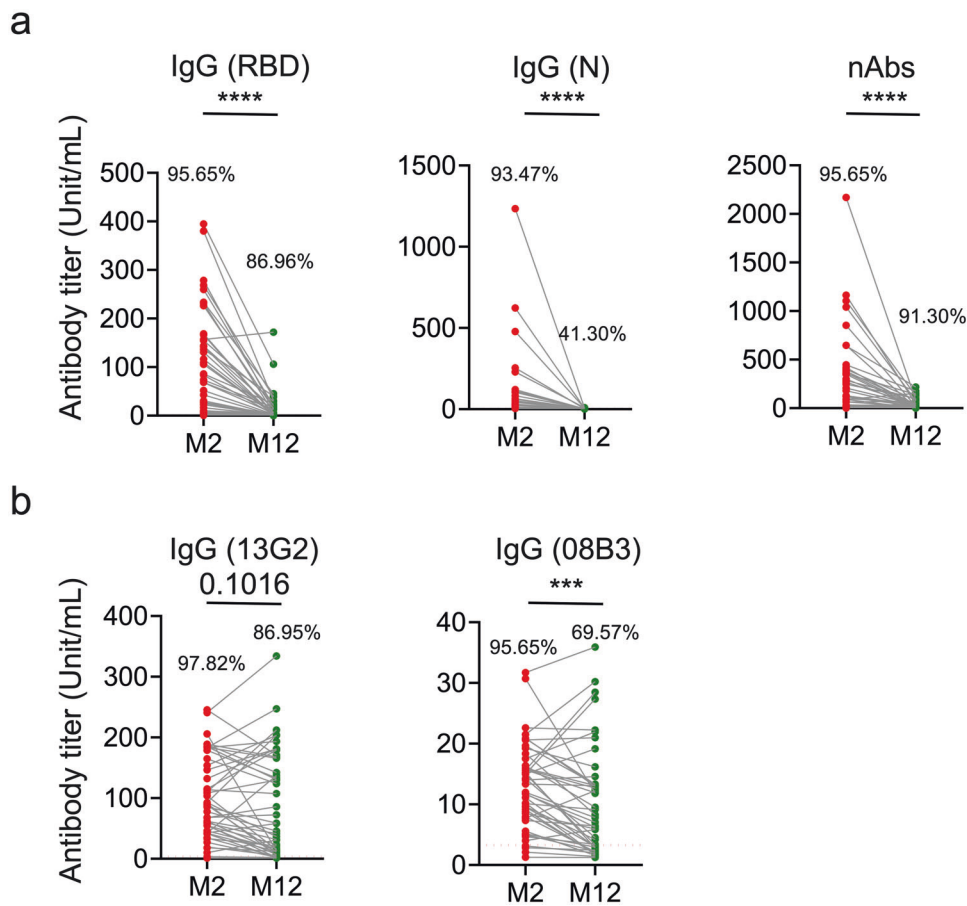 a
IgG (RBD)
IgG (N)
nAbs
****
****
****
Antibody titer (Unit/mL)
500
400
300
200
100
0
95.65%
86.96%
M2
M12
1500
1000
500
0
93.47%
41.30%
M2
M12
2500
2000
1500
1000
500
0
95.65%
91.30%
M2
M12
b
IgG (13G2)
0.1016
IgG (08B3)
***
Antibody titer (Unit/mL)
400
300
200
100
0
97.82%
86.95%
M2
M12
40
30
20
10
0
95.65%
69.57%
M2
M12